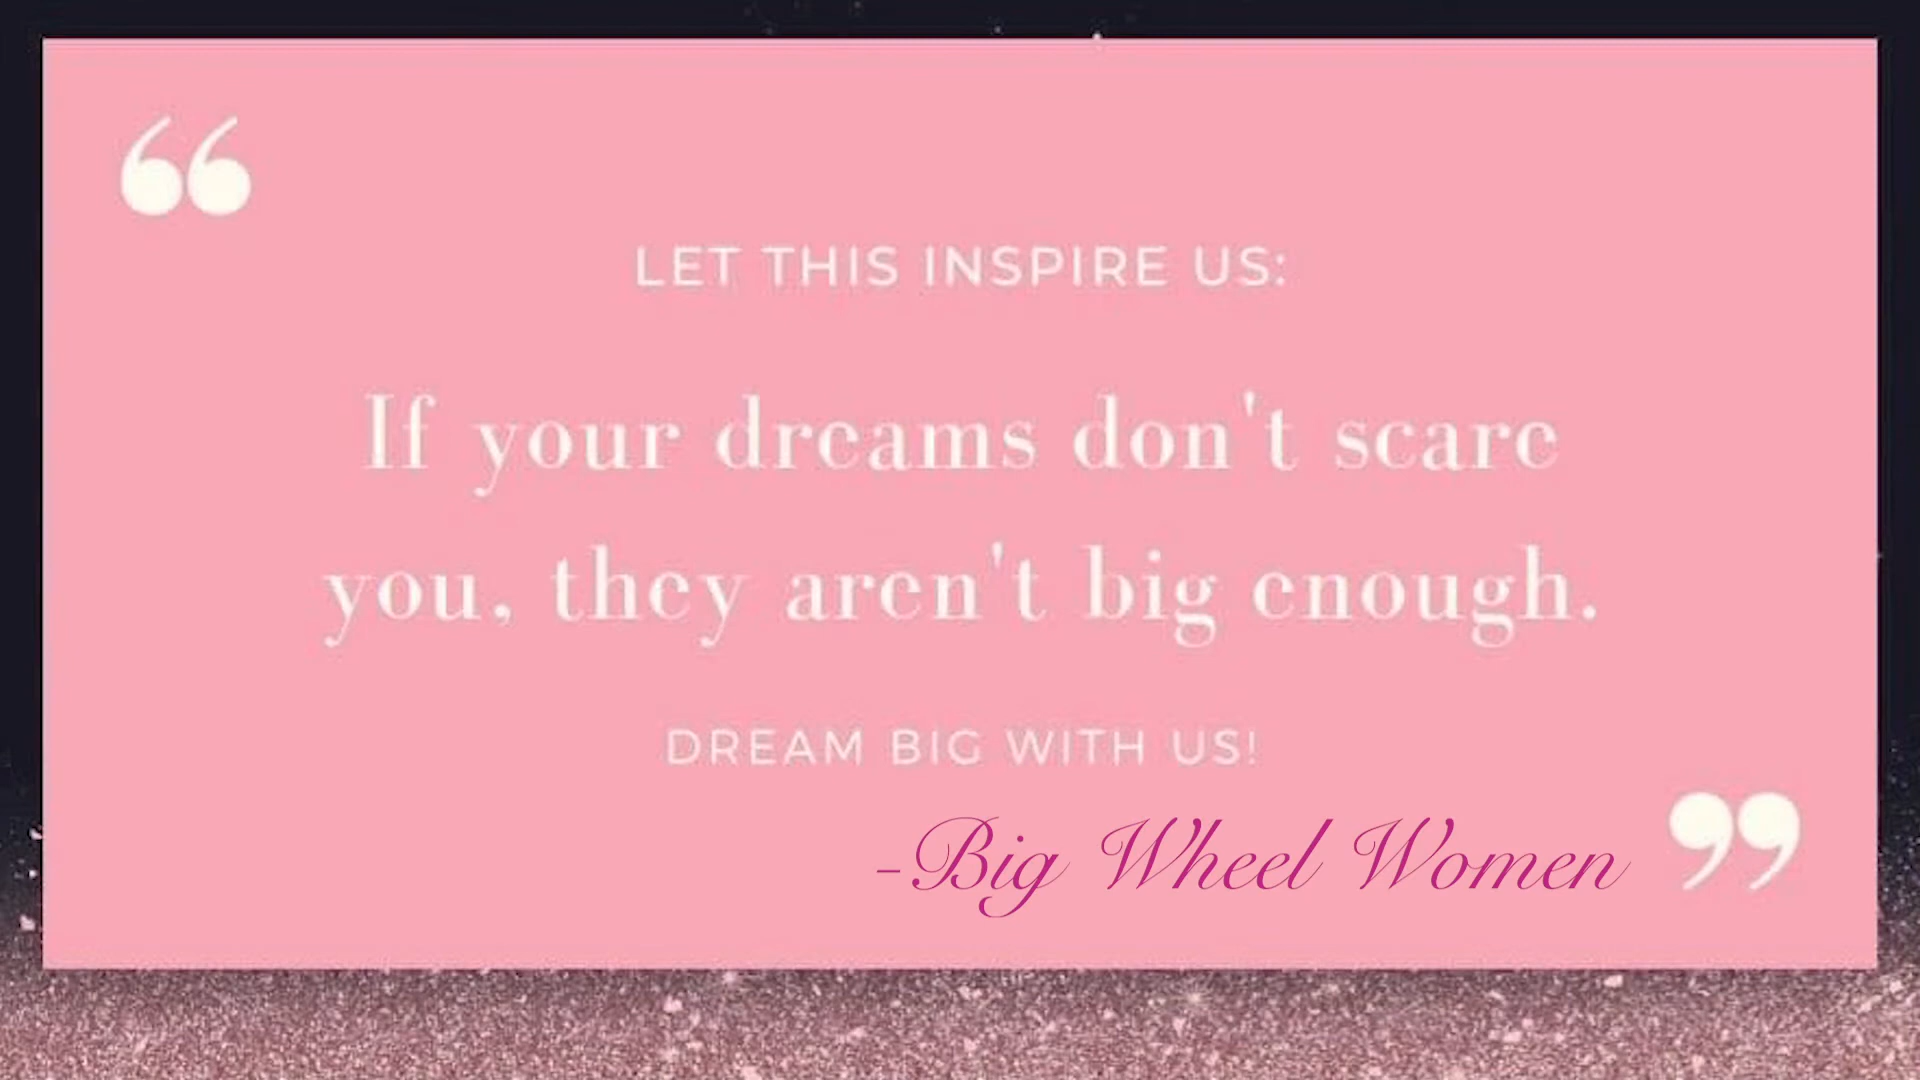 LET THIS INSPIRE US:
If your dreams don't scare
you, they aren't big enough.
DREAM BIG WITH US!
-Big Wheel Women